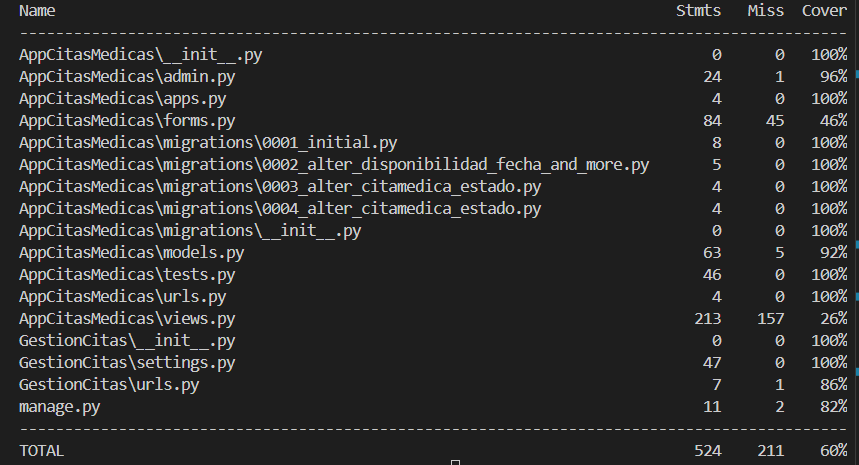 Name Stmts Miss Cover
--------------------------------------------------------------------------------------------
AppCitasMedicas\__init__.py 0 0 100%
AppCitasMedicas\admin.py 24 1 96%
AppCitasMedicas\apps.py 4 0 100%
AppCitasMedicas\forms.py 84 45 46%
AppCitasMedicas\migrations\0001_initial.py 8 0 100%
AppCitasMedicas\migrations\0002_alter_disponibilidad_fecha_and_more.py 5 0 100%
AppCitasMedicas\migrations\0003_alter_citamedica_estado.py 4 0 100%
AppCitasMedicas\migrations\0004_alter_citamedica_estado.py 4 0 100%
AppCitasMedicas\migrations\__init__.py 0 0 100%
AppCitasMedicas\models.py 63 5 92%
AppCitasMedicas\tests.py 46 0 100%
AppCitasMedicas\urls.py 4 0 100%
AppCitasMedicas\views.py 213 157 26%
GestionCitas\__init__.py 0 0 100%
GestionCitas\settings.py 47 0 100%
GestionCitas\urls.py 7 1 86%
manage.py 11 2 82%
--------------------------------------------------------------------------------------------
TOTAL 524 211 60%